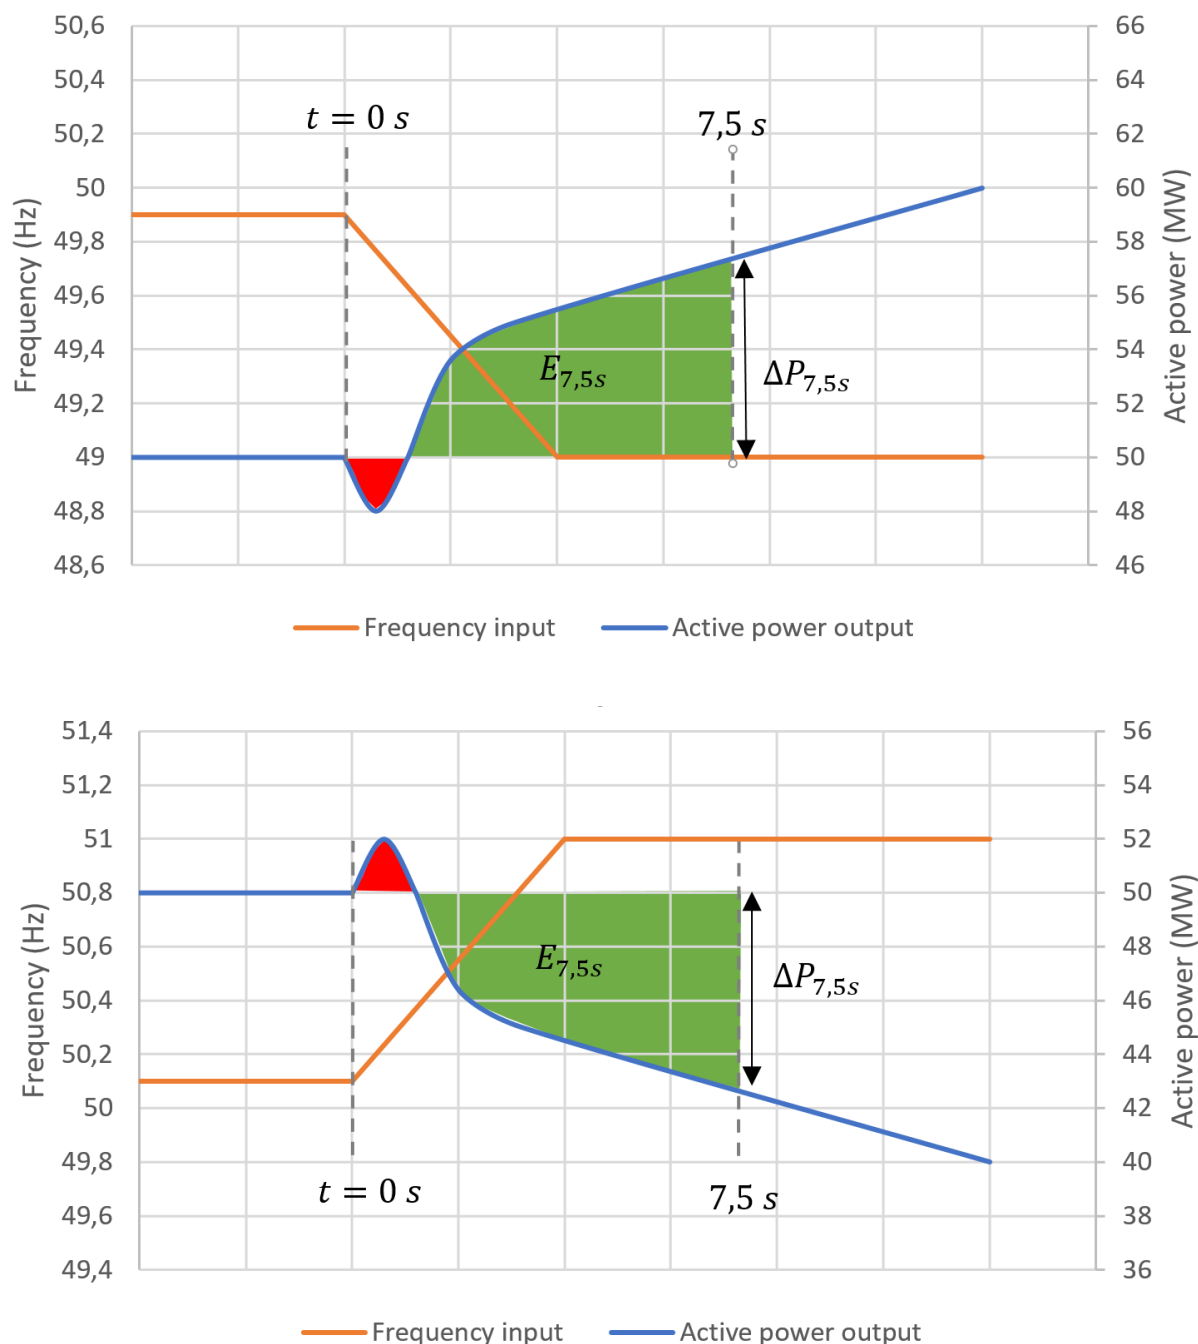 50,6
50,4
50,2
50
49,8
49,6
49,4
49,2
49
48,8
48,6
Frequency (Hz)
66
64
62
60
58
56
54
52
50
48
46
Active power (MW)
t = 0 s
7,5 s
E7,5s
ΔP7,5s
Frequency input
Active power output
51,4
51,2
51
50,8
50,6
50,4
50,2
50
49,8
49,6
49,4
Frequency (Hz)
56
54
52
50
48
46
44
42
40
38
36
Active power (MW)
E7,5s
ΔP7,5s
t = 0 s
7,5 s
Frequency input
Active power output